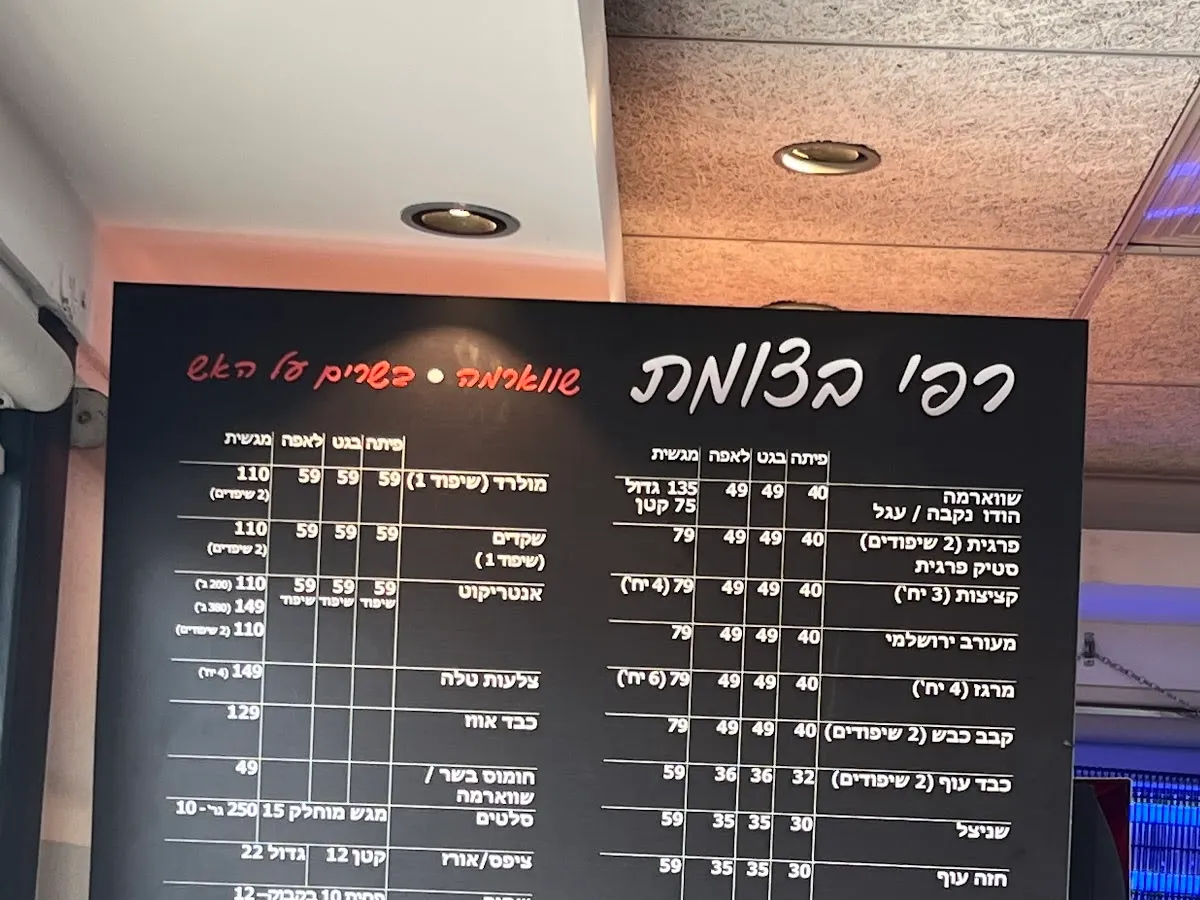 רפי בצומת
שווארמה • בשרים על האש
פיתה בגט לאפה מגשית
שווארמה 40 49 49 135 גדול
הודו נקבה / עגל 75 קטן
פרגית (2 שיפודים) 40 49 49 79
סטיק פרגית
קציצות (3 יח') 40 49 49 79 (4 יח')
מעורב ירושלמי 40 49 49 79
מרגז (4 יח') 40 49 49 79 (6 יח')
קבב כבש (2 שיפודים) 40 49 49 79
כבד עוף (2 שיפודים) 32 36 36 59
שניצל 30 35 35 59
חזה עוף 30 35 35 59
פיתה בגט לאפה מגשית
מולרד (שיפוד 1) 59 59 59 110
(2 שיפודים)
שקדים 59 59 59 110
(שיפוד 1) (2 שיפודים)
אנטריקוט 59 59 59 110 (200 ג')
שיפוד שיפוד שיפוד 149 (380 ג')
110 (2 שיפודים)
צלעות טלה 149 (4 יח')
כבד אווז 129
חומוס בשר / 49
שווארמה
סלטים מגש מוחלק 15 250 גר' - 10
ציפס/אורז קטן 12 גדול 22
פחית 10 בקבוק - 12